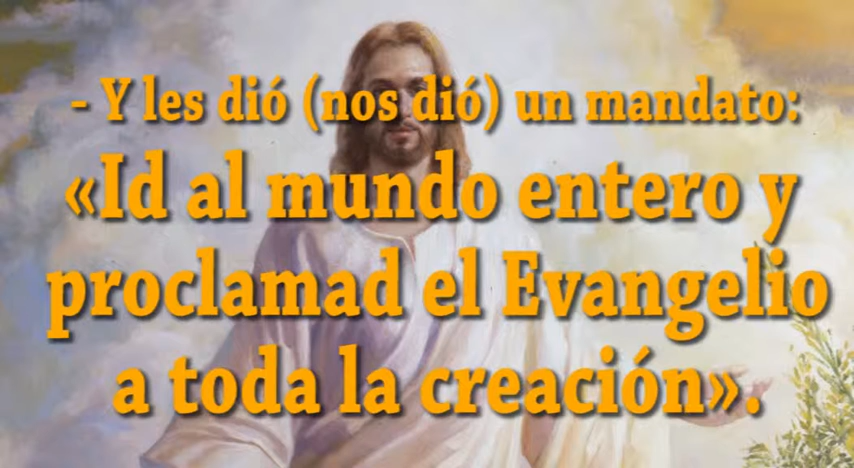 - Y les dió (nos dió) un mandato:
«Id al mundo entero y
proclamad el Evangelio
a toda la creación».